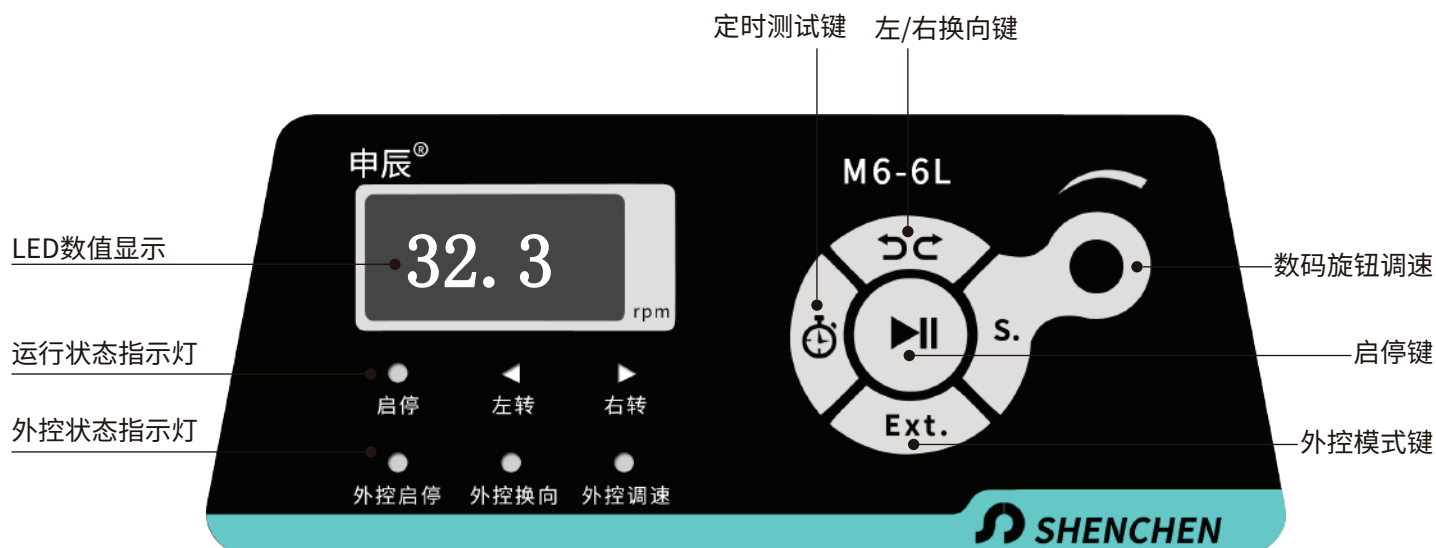 定时测试键 左/右换向键
申辰®
M6-6L
LED数值显示
32.3
rpm
数码旋钮调速
S.
运行状态指示灯
启停键
启停 左转 右转
Ext.
外控状态指示灯
外控模式键
外控启停 外控换向 外控调速
SHENCHEN